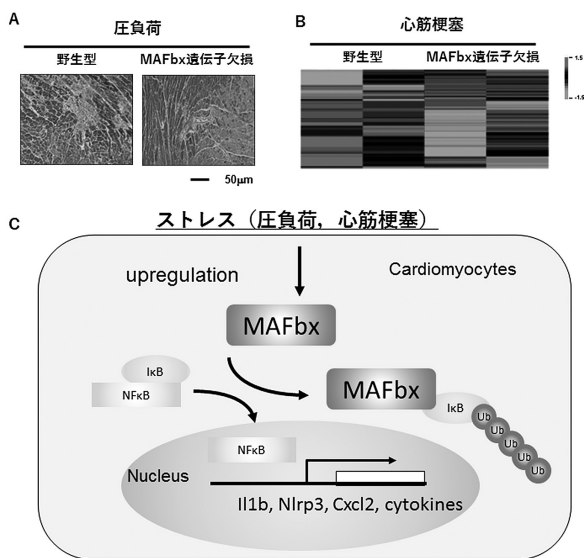 A
圧負荷
野生型 MAFbx遺伝子欠損
50μm
B
心筋梗塞
野生型 MAFbx遺伝子欠損
1.5
-1.5
C
ストレス（圧負荷，心筋梗塞）
upregulation
Cardiomyocytes
MAFbx
IκB
NFκB
MAFbx
IκB
Ub
Ub
Ub
Ub
Ub
NFκB
Nucleus
Il1b, Nlrp3, Cxcl2, cytokines